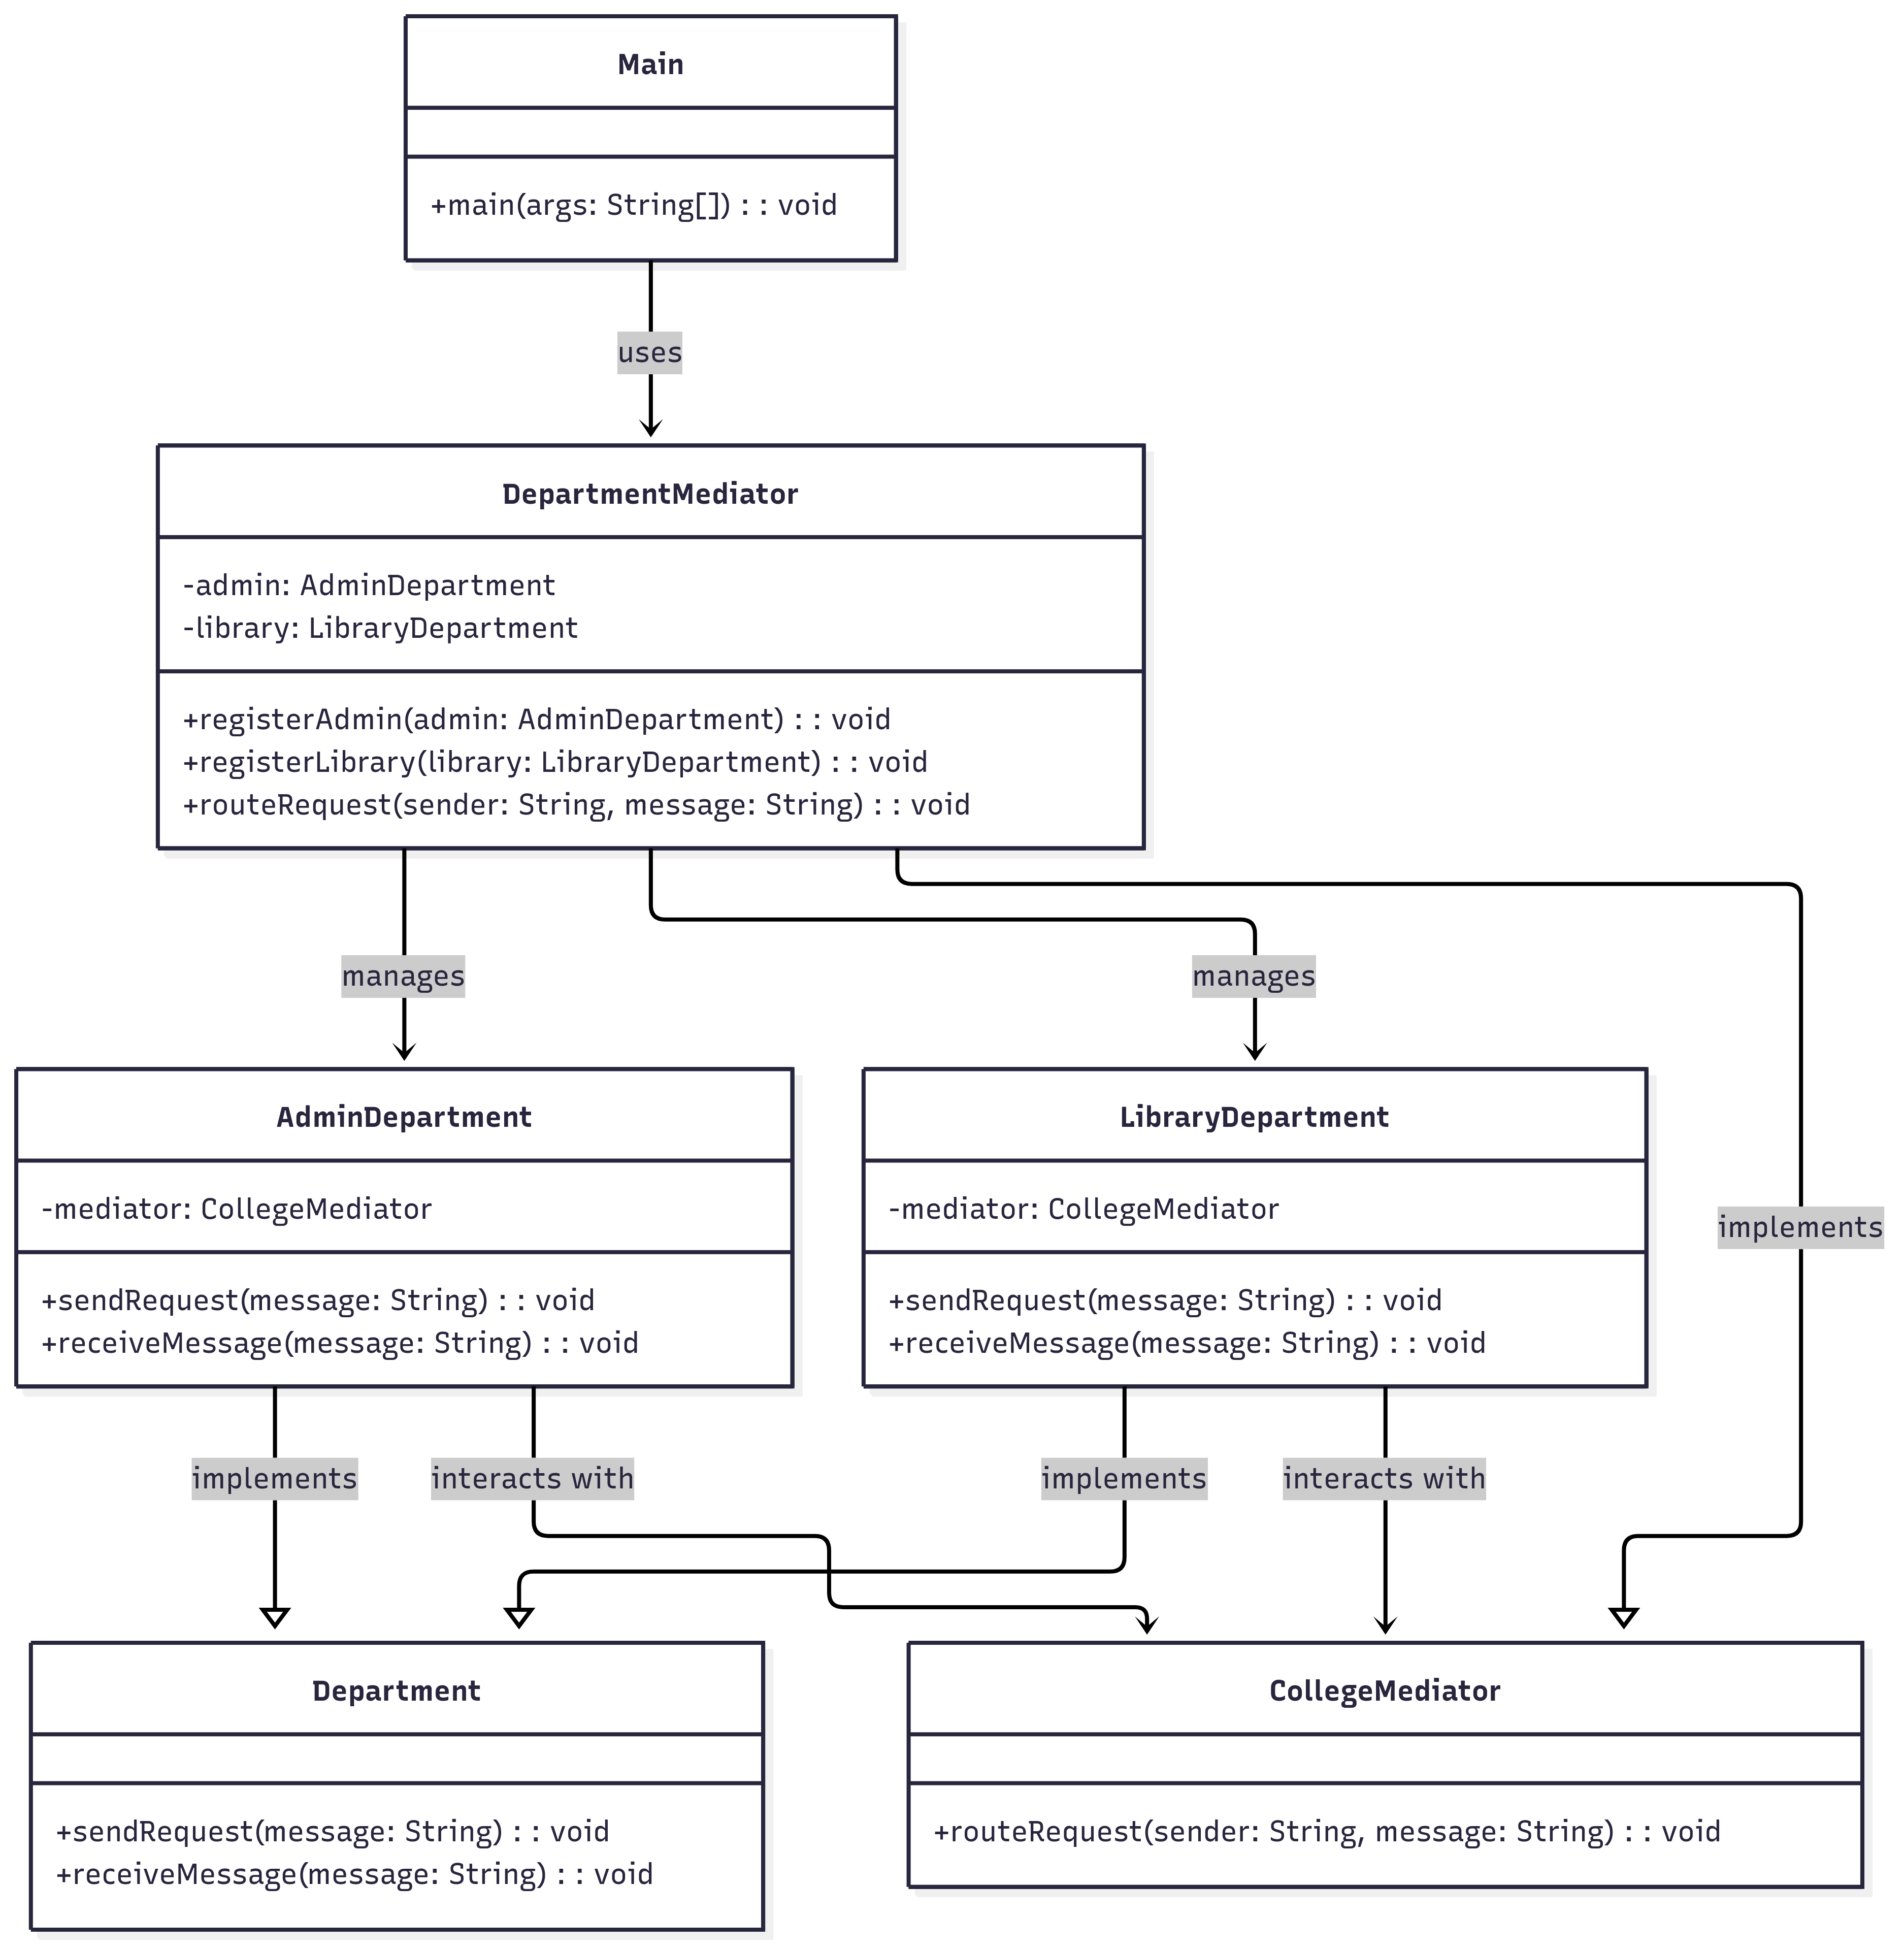 Main
+main(args: String[]) : : void
uses
DepartmentMediator
-admin: AdminDepartment
-library: LibraryDepartment
+registerAdmin(admin: AdminDepartment) : : void
+registerLibrary(library: LibraryDepartment) : : void
+routeRequest(sender: String, message: String) : : void
manages
manages
AdminDepartment
-mediator: CollegeMediator
+sendRequest(message: String) : : void
+receiveMessage(message: String) : : void
LibraryDepartment
-mediator: CollegeMediator
+sendRequest(message: String) : : void
+receiveMessage(message: String) : : void
implements
implements
interacts with
implements
interacts with
Department
+sendRequest(message: String) : : void
+receiveMessage(message: String) : : void
CollegeMediator
+routeRequest(sender: String, message: String) : : void